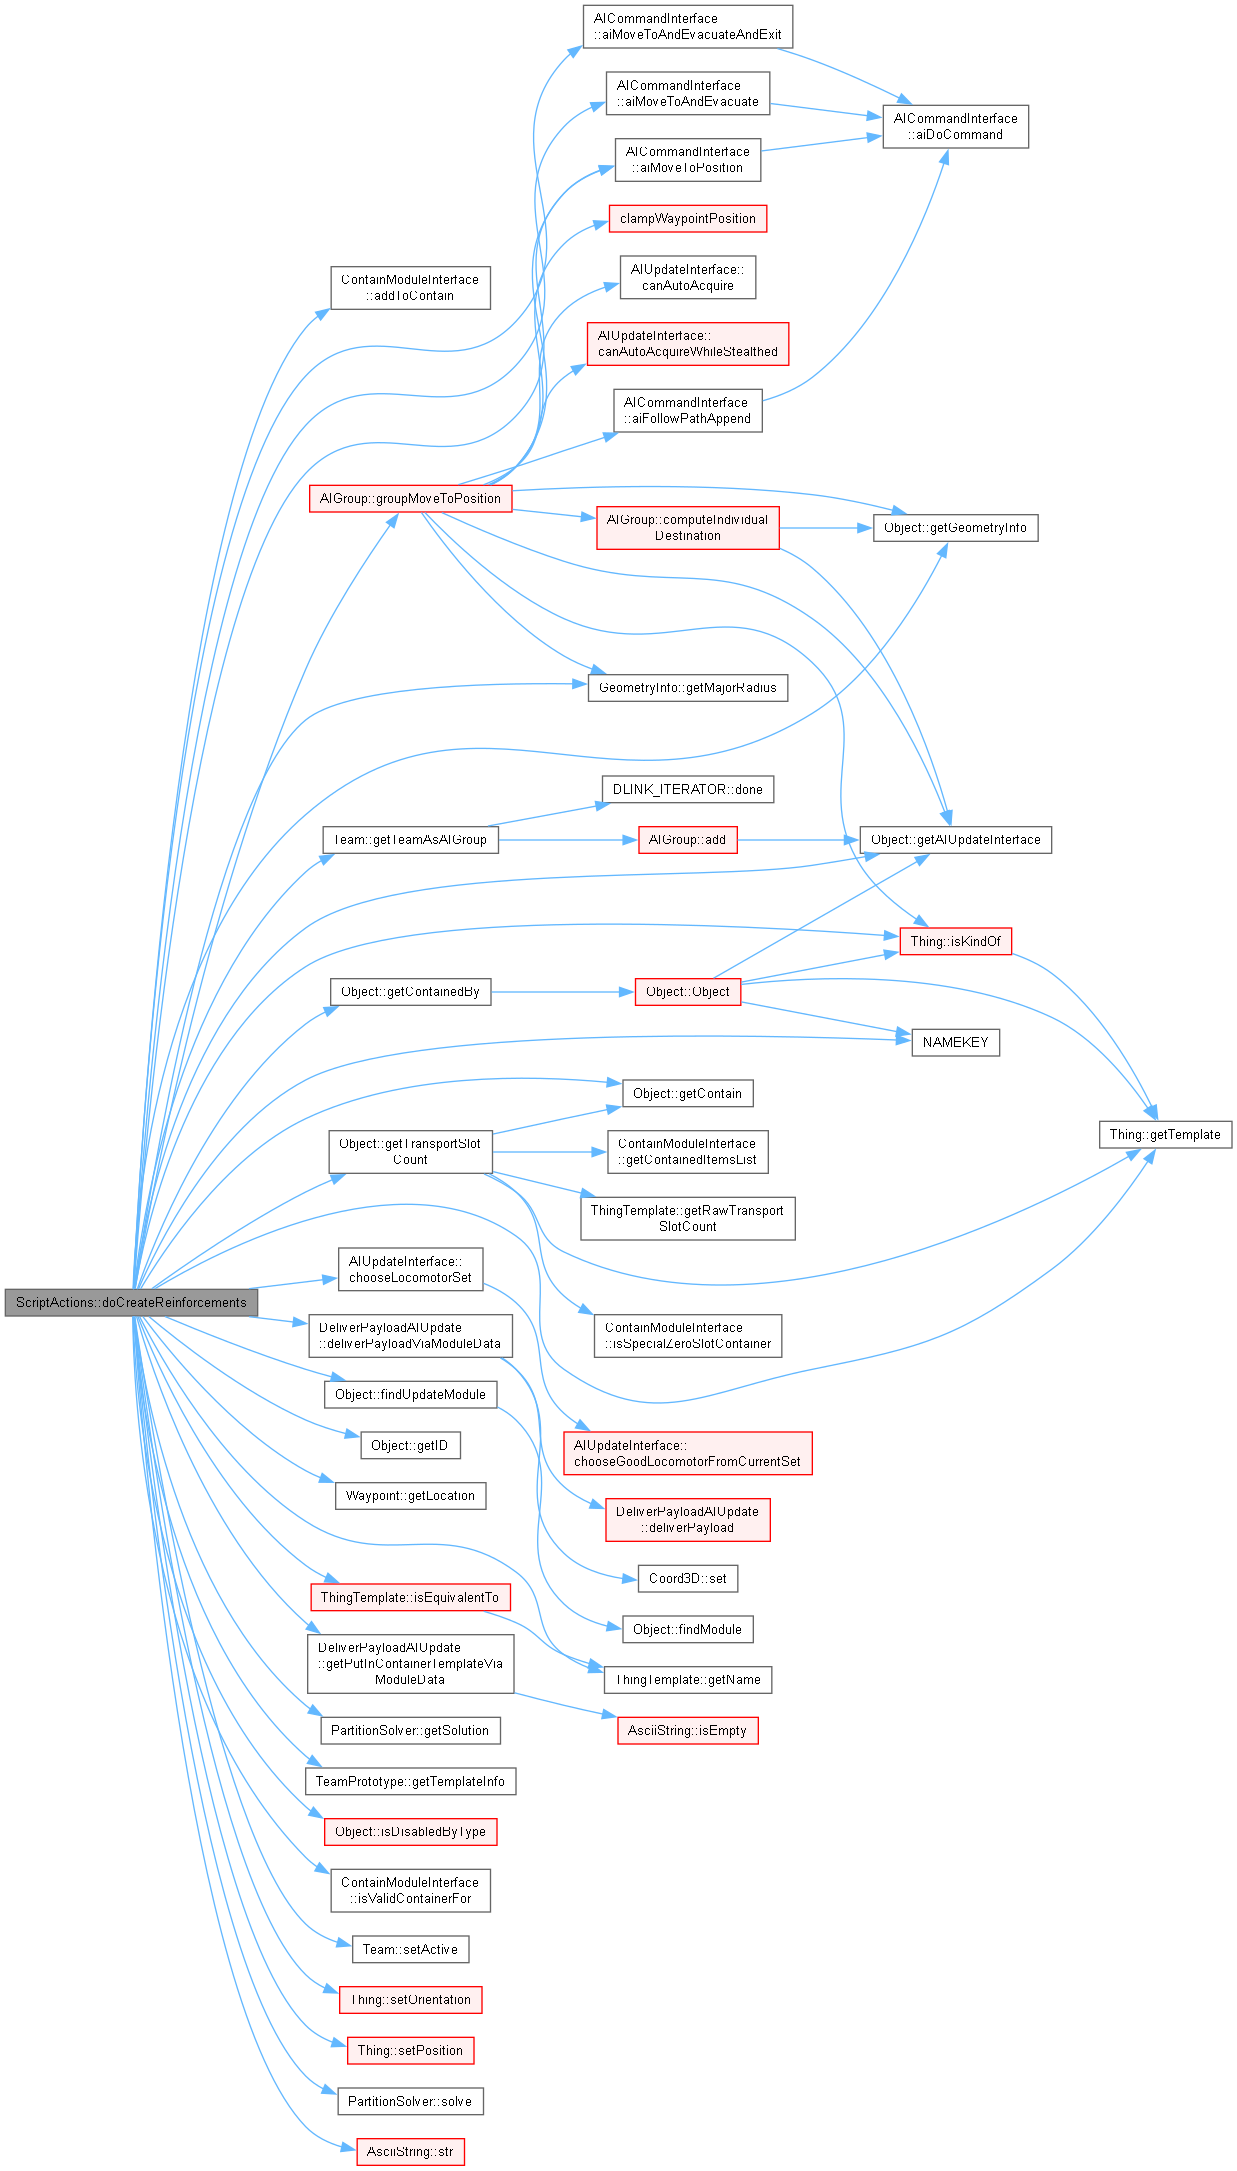 AICommandInterface
::aiMoveToAndEvacuateAndExit
AICommandInterface
::aiMoveToAndEvacuate
AICommandInterface
::aiDoCommand
AICommandInterface
::aiMoveToPosition
clampWaypointPosition
AIUpdateInterface::
canAutoAcquire
ContainModuleInterface
::addToContain
AIUpdateInterface::
canAutoAcquireWhileStealthed
AICommandInterface
::aiFollowPathAppend
AIGroup::groupMoveToPosition
AIGroup::computeIndividual
Destination
Object::getGeometryInfo
GeometryInfo::getMajorRadius
DLINK_ITERATOR::done
Team::getTeamAsAIGroup
AIGroup::add
Object::getAIUpdateInterface
Thing::isKindOf
Object::getContainedBy
Object::Object
NAMEKEY
Object::getContain
Thing::getTemplate
Object::getTransportSlot
Count
ContainModuleInterface
::getContainedItemsList
ThingTemplate::getRawTransport
SlotCount
AIUpdateInterface::
chooseLocomotorSet
ScriptActions::doCreateReinforcements
DeliverPayloadAIUpdate
::deliverPayloadViaModuleData
ContainModuleInterface
::isSpecialZeroSlotContainer
Object::findUpdateModule
Object::getID
AIUpdateInterface::
chooseGoodLocomotorFromCurrentSet
Waypoint::getLocation
DeliverPayloadAIUpdate
::deliverPayload
Coord3D::set
ThingTemplate::isEquivalentTo
Object::findModule
DeliverPayloadAIUpdate
::getPutInContainerTemplateVia
ModuleData
ThingTemplate::getName
PartitionSolver::getSolution
AsciiString::isEmpty
TeamPrototype::getTemplateInfo
Object::isDisabledByType
ContainModuleInterface
::isValidContainerFor
Team::setActive
Thing::setOrientation
Thing::setPosition
PartitionSolver::solve
AsciiString::str